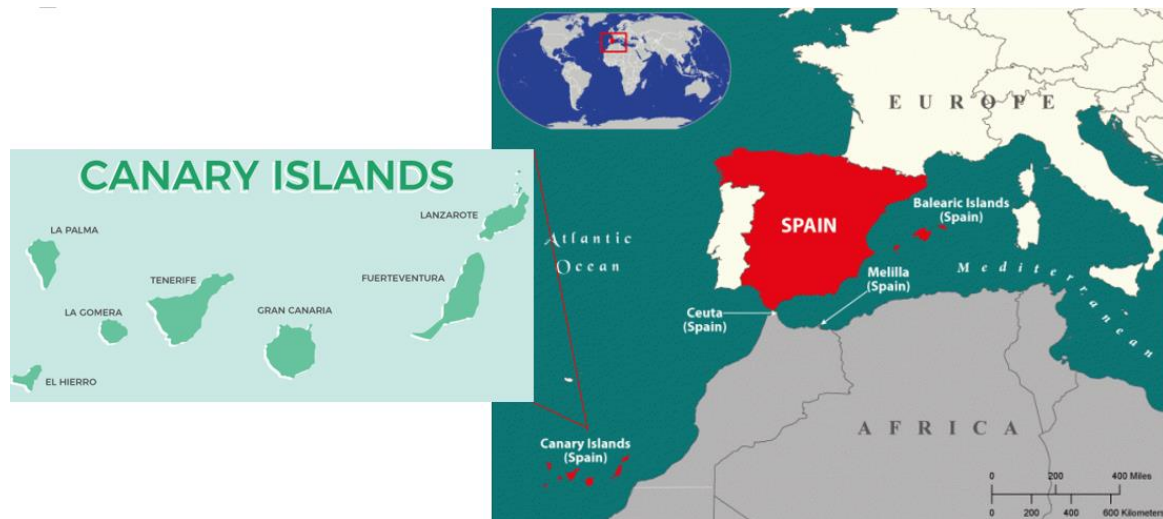 CANARY ISLANDS
LA PALMA
LANZAROTE
TENERIFE
FUERTEVENTURA
LA GOMERA
GRAN CANARIA
EL HIERRO
EUROPE
SPAIN
Balearic Islands
(Spain)
Atlantic
Ocean
Mediterranean
Melilla
(Spain)
Ceuta
(Spain)
AFRICA
Canary Islands
(Spain)
0 200 400 Miles
0 200 400 600 Kilometers